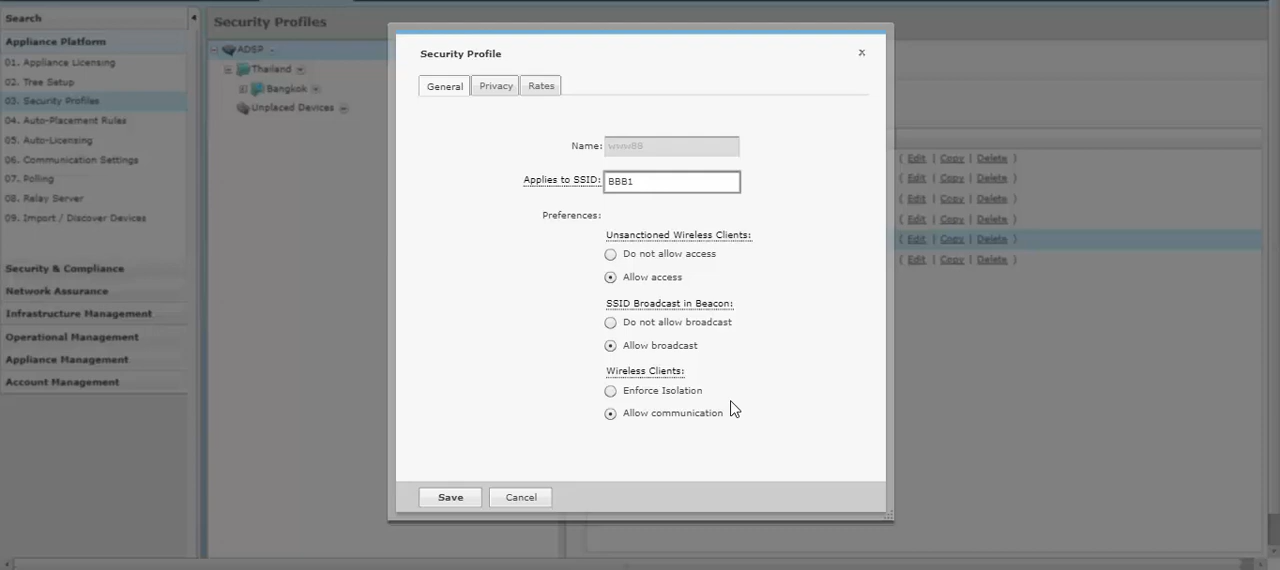 Search
Appliance Platform
01. Appliance Licensing
02. Tree Setup
03. Security Profiles
04. Auto-Placement Rules
05. Auto-Licensing
06. Communication Settings
07. Polling
08. Relay Server
09. Import / Discover Devices
Security & Compliance
Network Assurance
Infrastructure Management
Operational Management
Appliance Management
Account Management
Security Profiles
ADSP
Thailand
Bangkok
Unplaced Devices
Security Profile
x
General Privacy Rates
Name:
Applies to SSID: BBB1
Preferences:
Unsanctioned Wireless Clients:
Do not allow access
Allow access
SSID Broadcast in Beacon:
Do not allow broadcast
Allow broadcast
Wireless Clients:
Enforce Isolation
Allow communication
Save Cancel
( Edit | Copy | Delete )
( Edit | Copy | Delete )
( Edit | Copy | Delete )
( Edit | Copy | Delete )
( Edit | Copy | Delete )
( Edit | Copy | Delete )